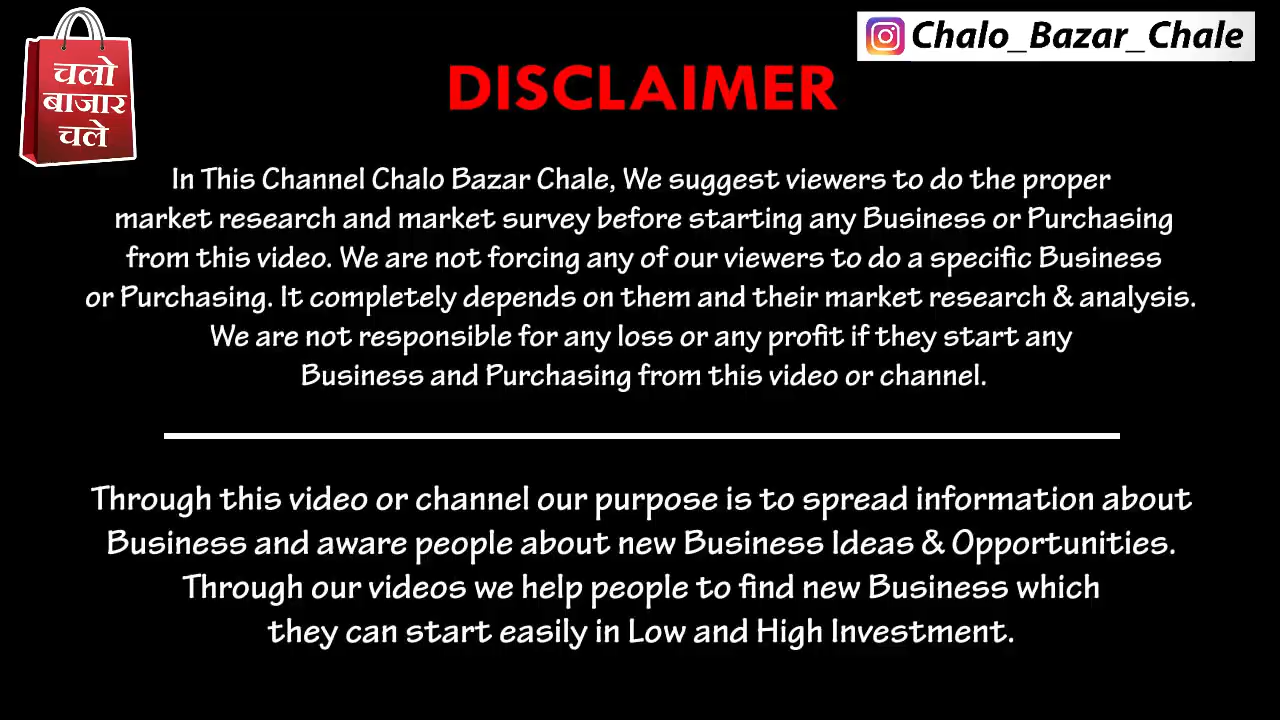 चलो
बाजार
चले
Chalo_Bazar_Chale
DISCLAIMER
In This Channel Chalo Bazar Chale, We suggest viewers to do the proper
market research and market survey before starting any Business or Purchasing
from this video. We are not forcing any of our viewers to do a specific Business
or Purchasing. It completely depends on them and their market research & analysis.
We are not responsible for any loss or any profit if they start any
Business and Purchasing from this video or channel.
Through this video or channel our purpose is to spread information about
Business and aware people about new Business Ideas & Opportunities.
Through our videos we help people to find new Business which
they can start easily in Low and High Investment.